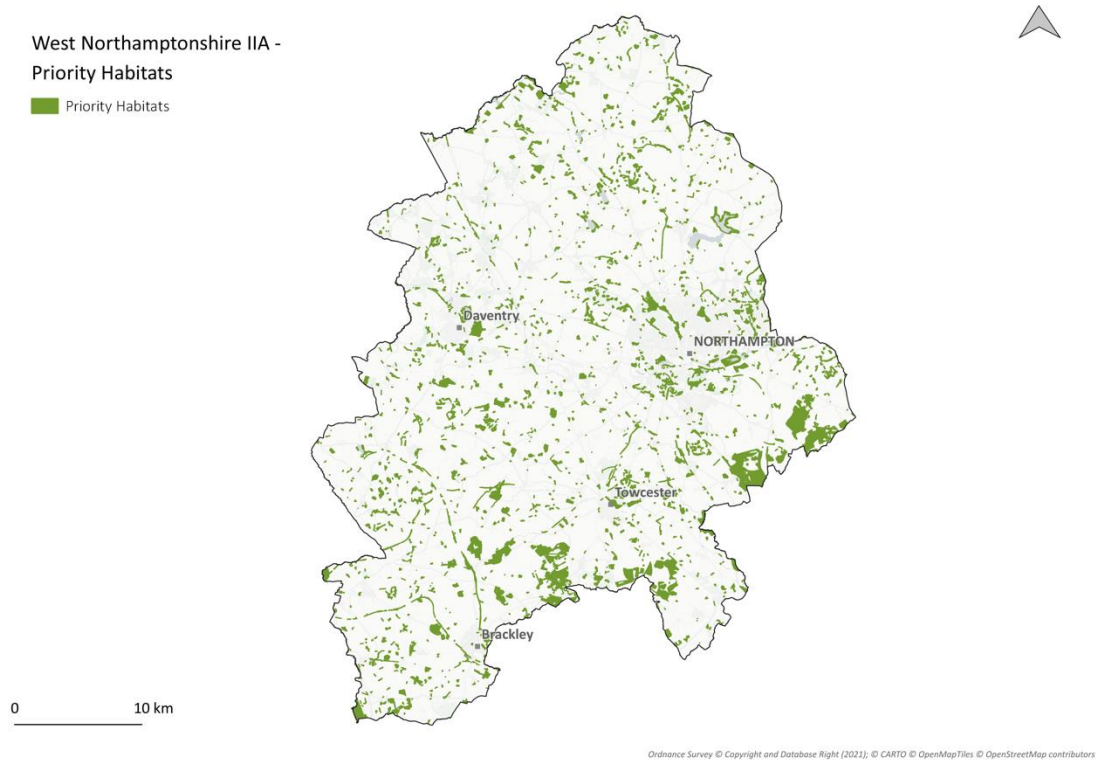 West Northamptonshire IIA -
Priority Habitats
Priority Habitats
Daventry
NORTHAMPTON
Towcester
Brackley
0 10 km
Ordnance Survey © Copyright and Database Right (2021); © CARTO © OpenMapTiles © OpenStreetMap contributors